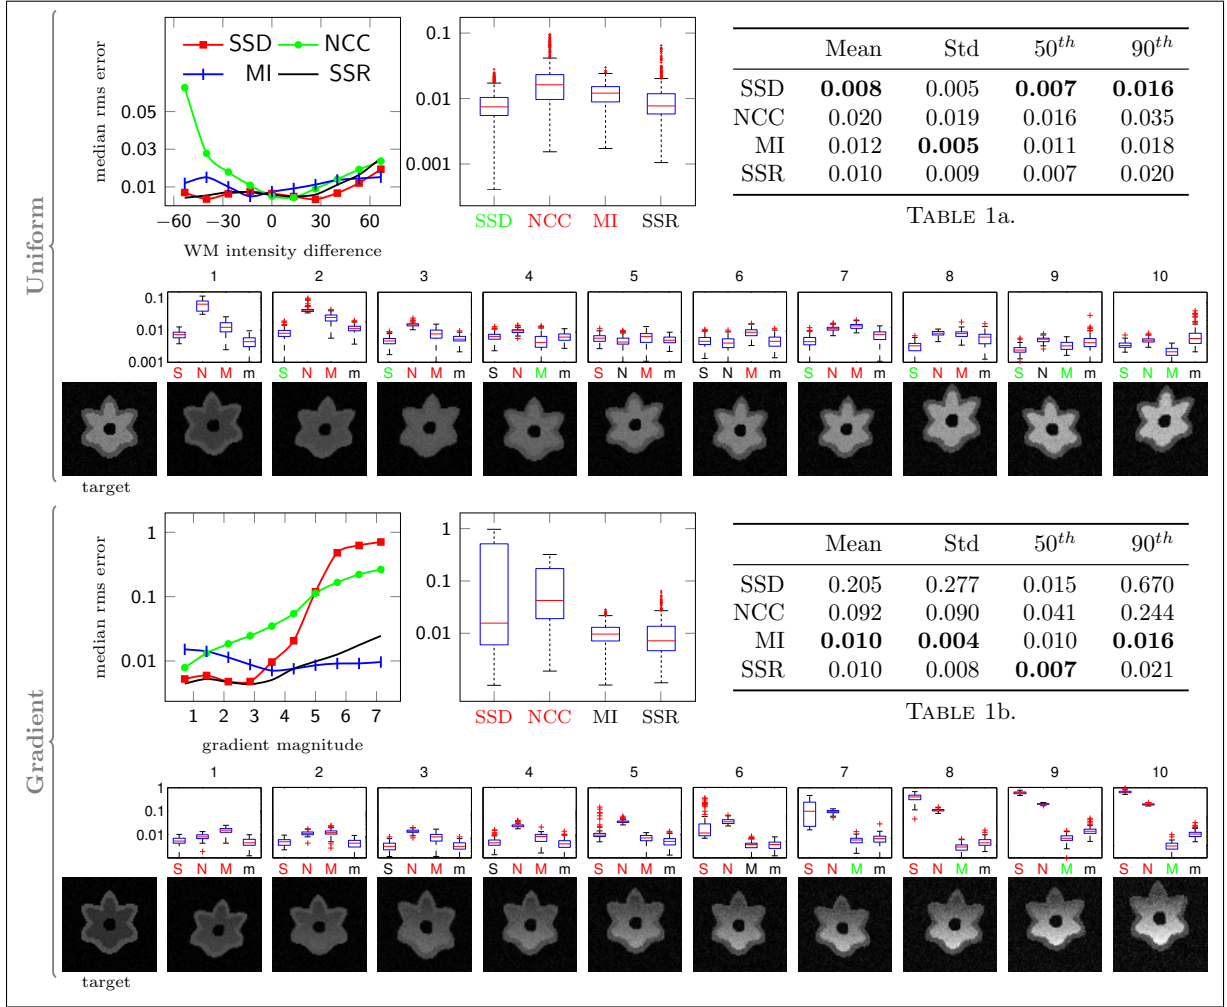 Uniform
median rms error
SSD NCC
MI SSR
0.05
0.03
0.01
−60 −30 0 30 60
WM intensity difference
0.1
0.01
0.001
SSD NCC MI SSR
Mean Std 50th 90th
SSD 0.008 0.005 0.007 0.016
NCC 0.020 0.019 0.016 0.035
MI 0.012 0.005 0.011 0.018
SSR 0.010 0.009 0.007 0.020
TABLE 1a.
1 2 3 4 5 6 7 8 9 10
0.1
0.01
0.001
S N M m S N M m S N M m S N M m S N M m S N M m S N M m S N M m S N M m S N M m
target
Gradient
median rms error
1
0.1
0.01
1 2 3 4 5 6 7
gradient magnitude
1
0.1
0.01
SSD NCC MI SSR
Mean Std 50th 90th
SSD 0.205 0.277 0.015 0.670
NCC 0.092 0.090 0.041 0.244
MI 0.010 0.004 0.010 0.016
SSR 0.010 0.008 0.007 0.021
TABLE 1b.
1 2 3 4 5 6 7 8 9 10
1
0.1
0.01
S N M m S N M m S N M m S N M m S N M m S N M m S N M m S N M m S N M m S N M m
target